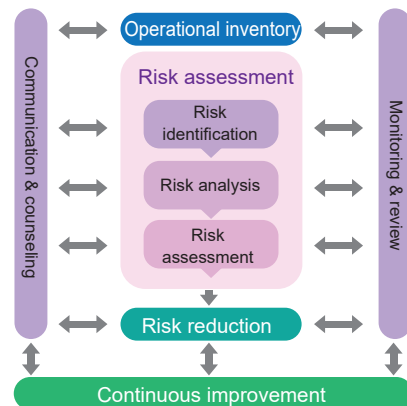 Operational inventory
Communication & counseling
Risk assessment
Risk
identification
Risk analysis
Risk
assessment
Monitoring & review
Risk reduction
Continuous improvement